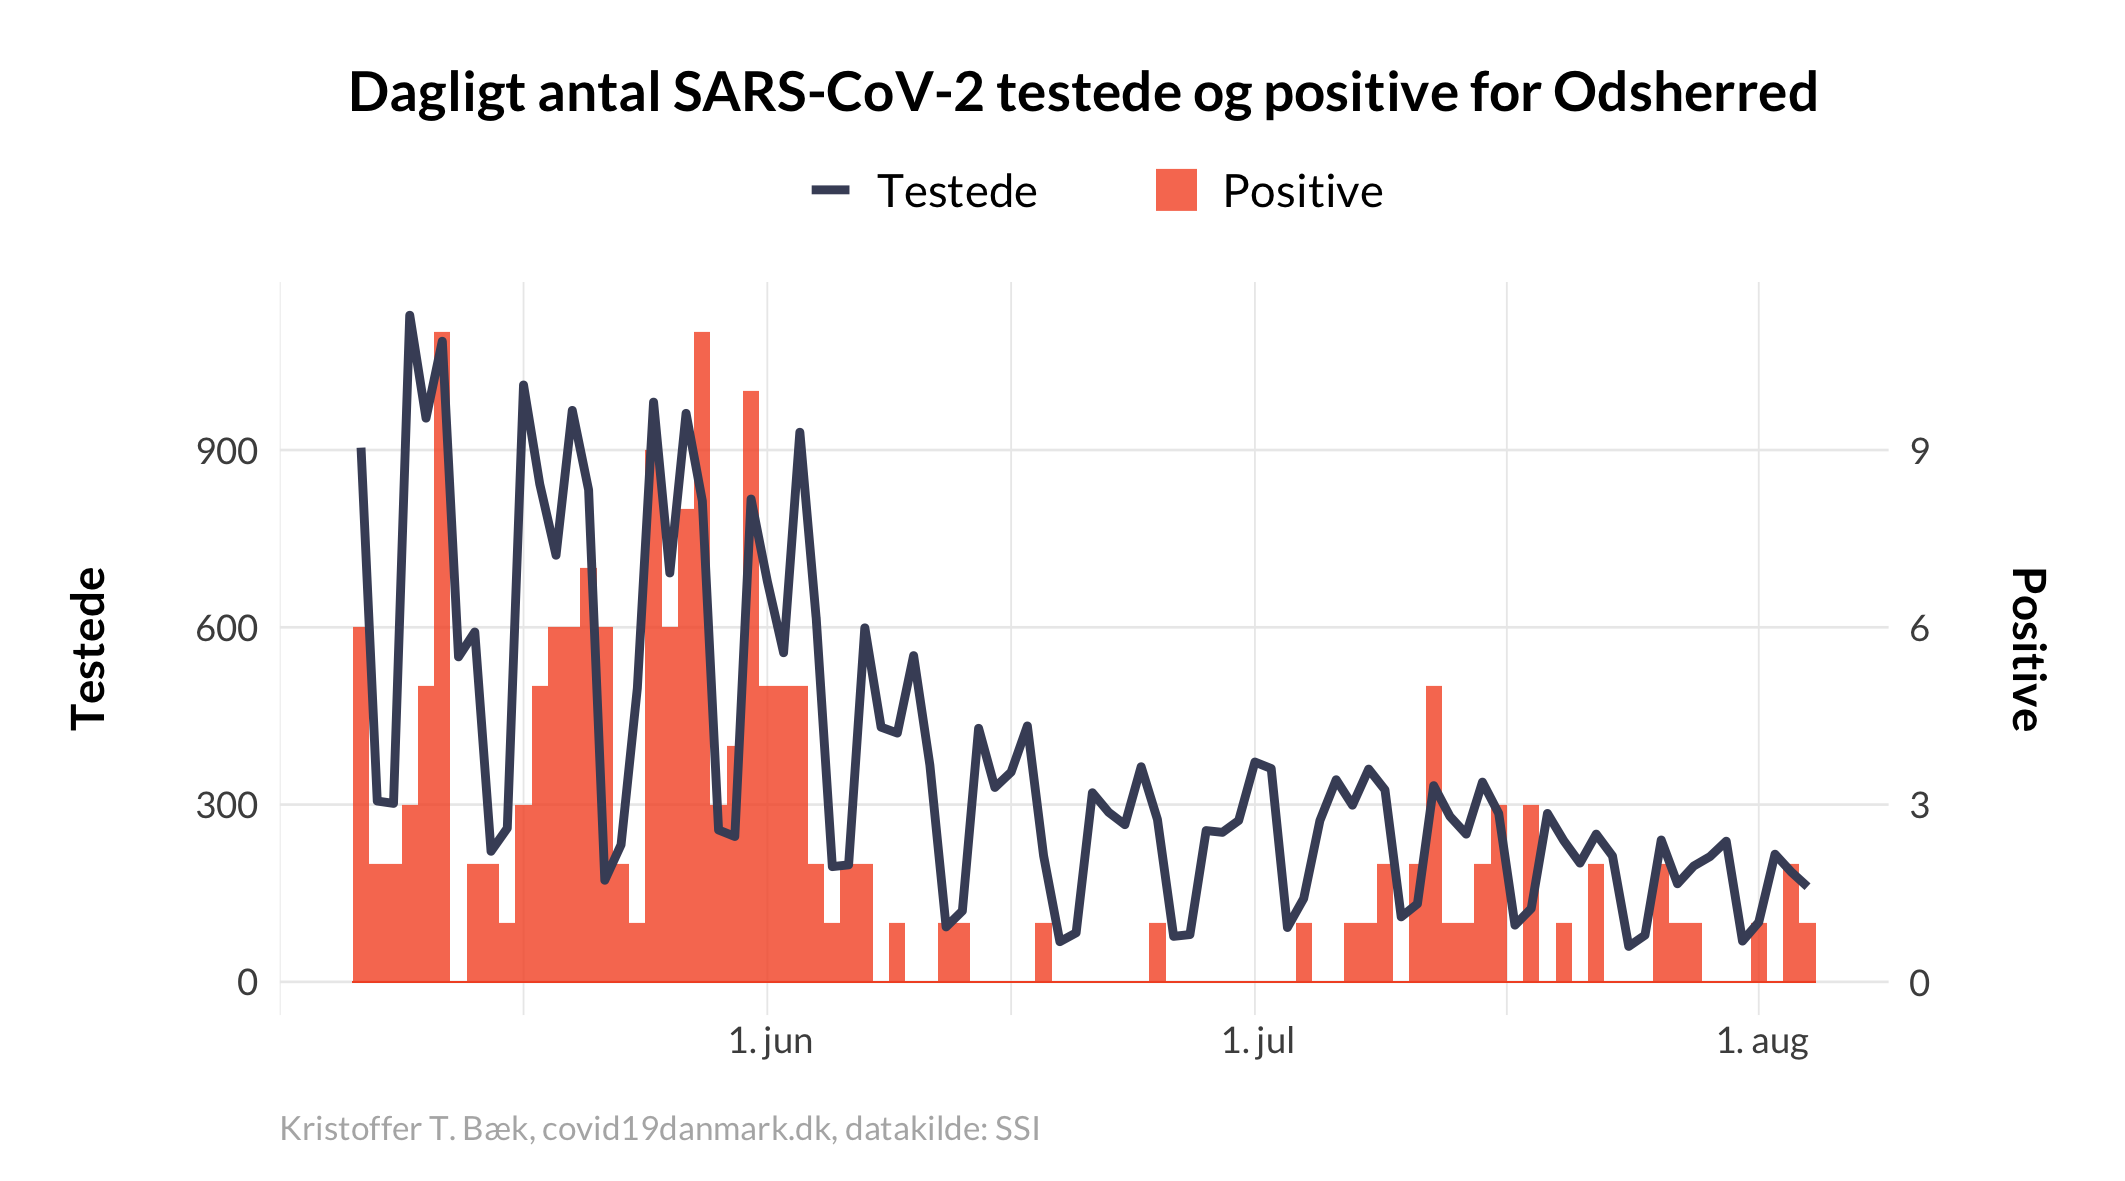 Dagligt antal SARS-CoV-2 testede og positive for Odsherred
Testede
Positive
900
600
300
0
Testede
9
6
3
0
Positive
1. jun
1. jul
1. aug
Kristoffer T. Bæk, covid19danmark.dk, datakilde: SSI